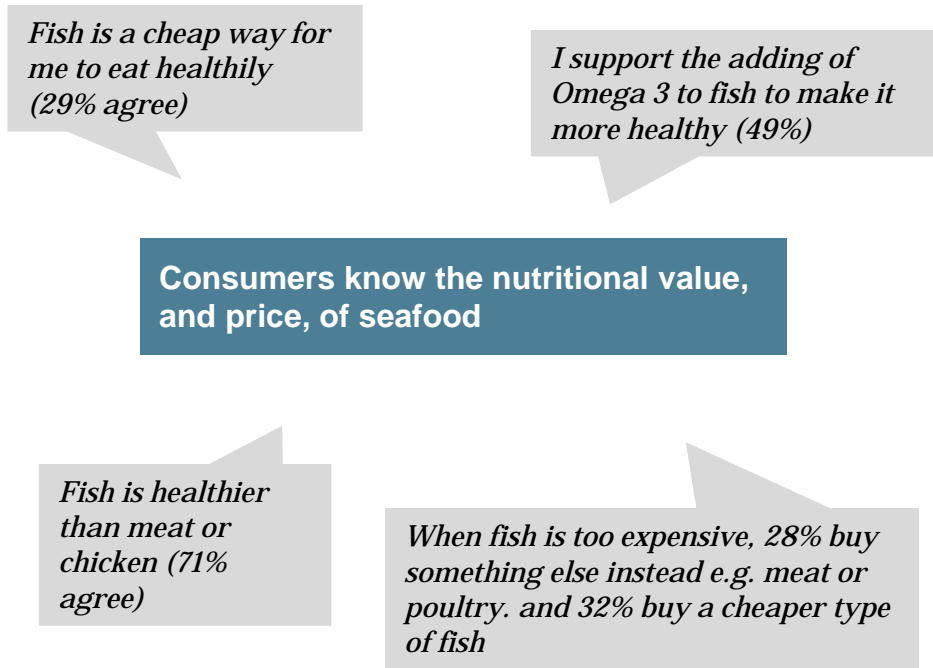 Fish is a cheap way for
me to eat healthily
(29% agree)
I support the adding of
Omega 3 to fish to make it
more healthy (49%)
Consumers know the nutritional value,
and price, of seafood
Fish is healthier
than meat or
chicken (71%
agree)
When fish is too expensive, 28% buy
something else instead e.g. meat or
poultry. and 32% buy a cheaper type
of fish